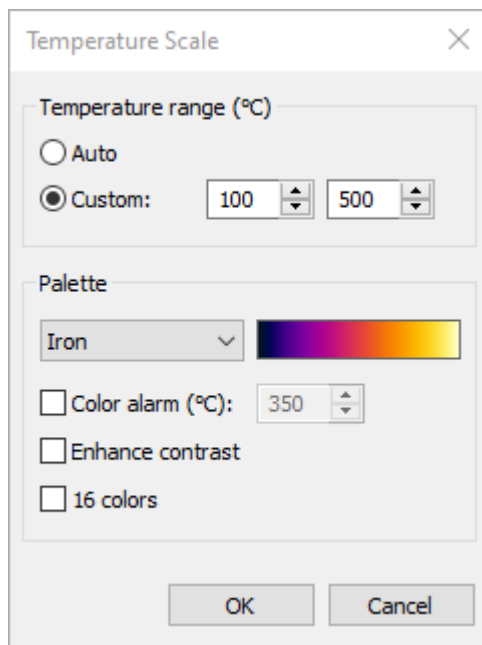 Temperature Scale
Temperature range (°C)
Auto
Custom: 100 500
Palette
Iron
Color alarm (°C): 350
Enhance contrast
16 colors
OK Cancel